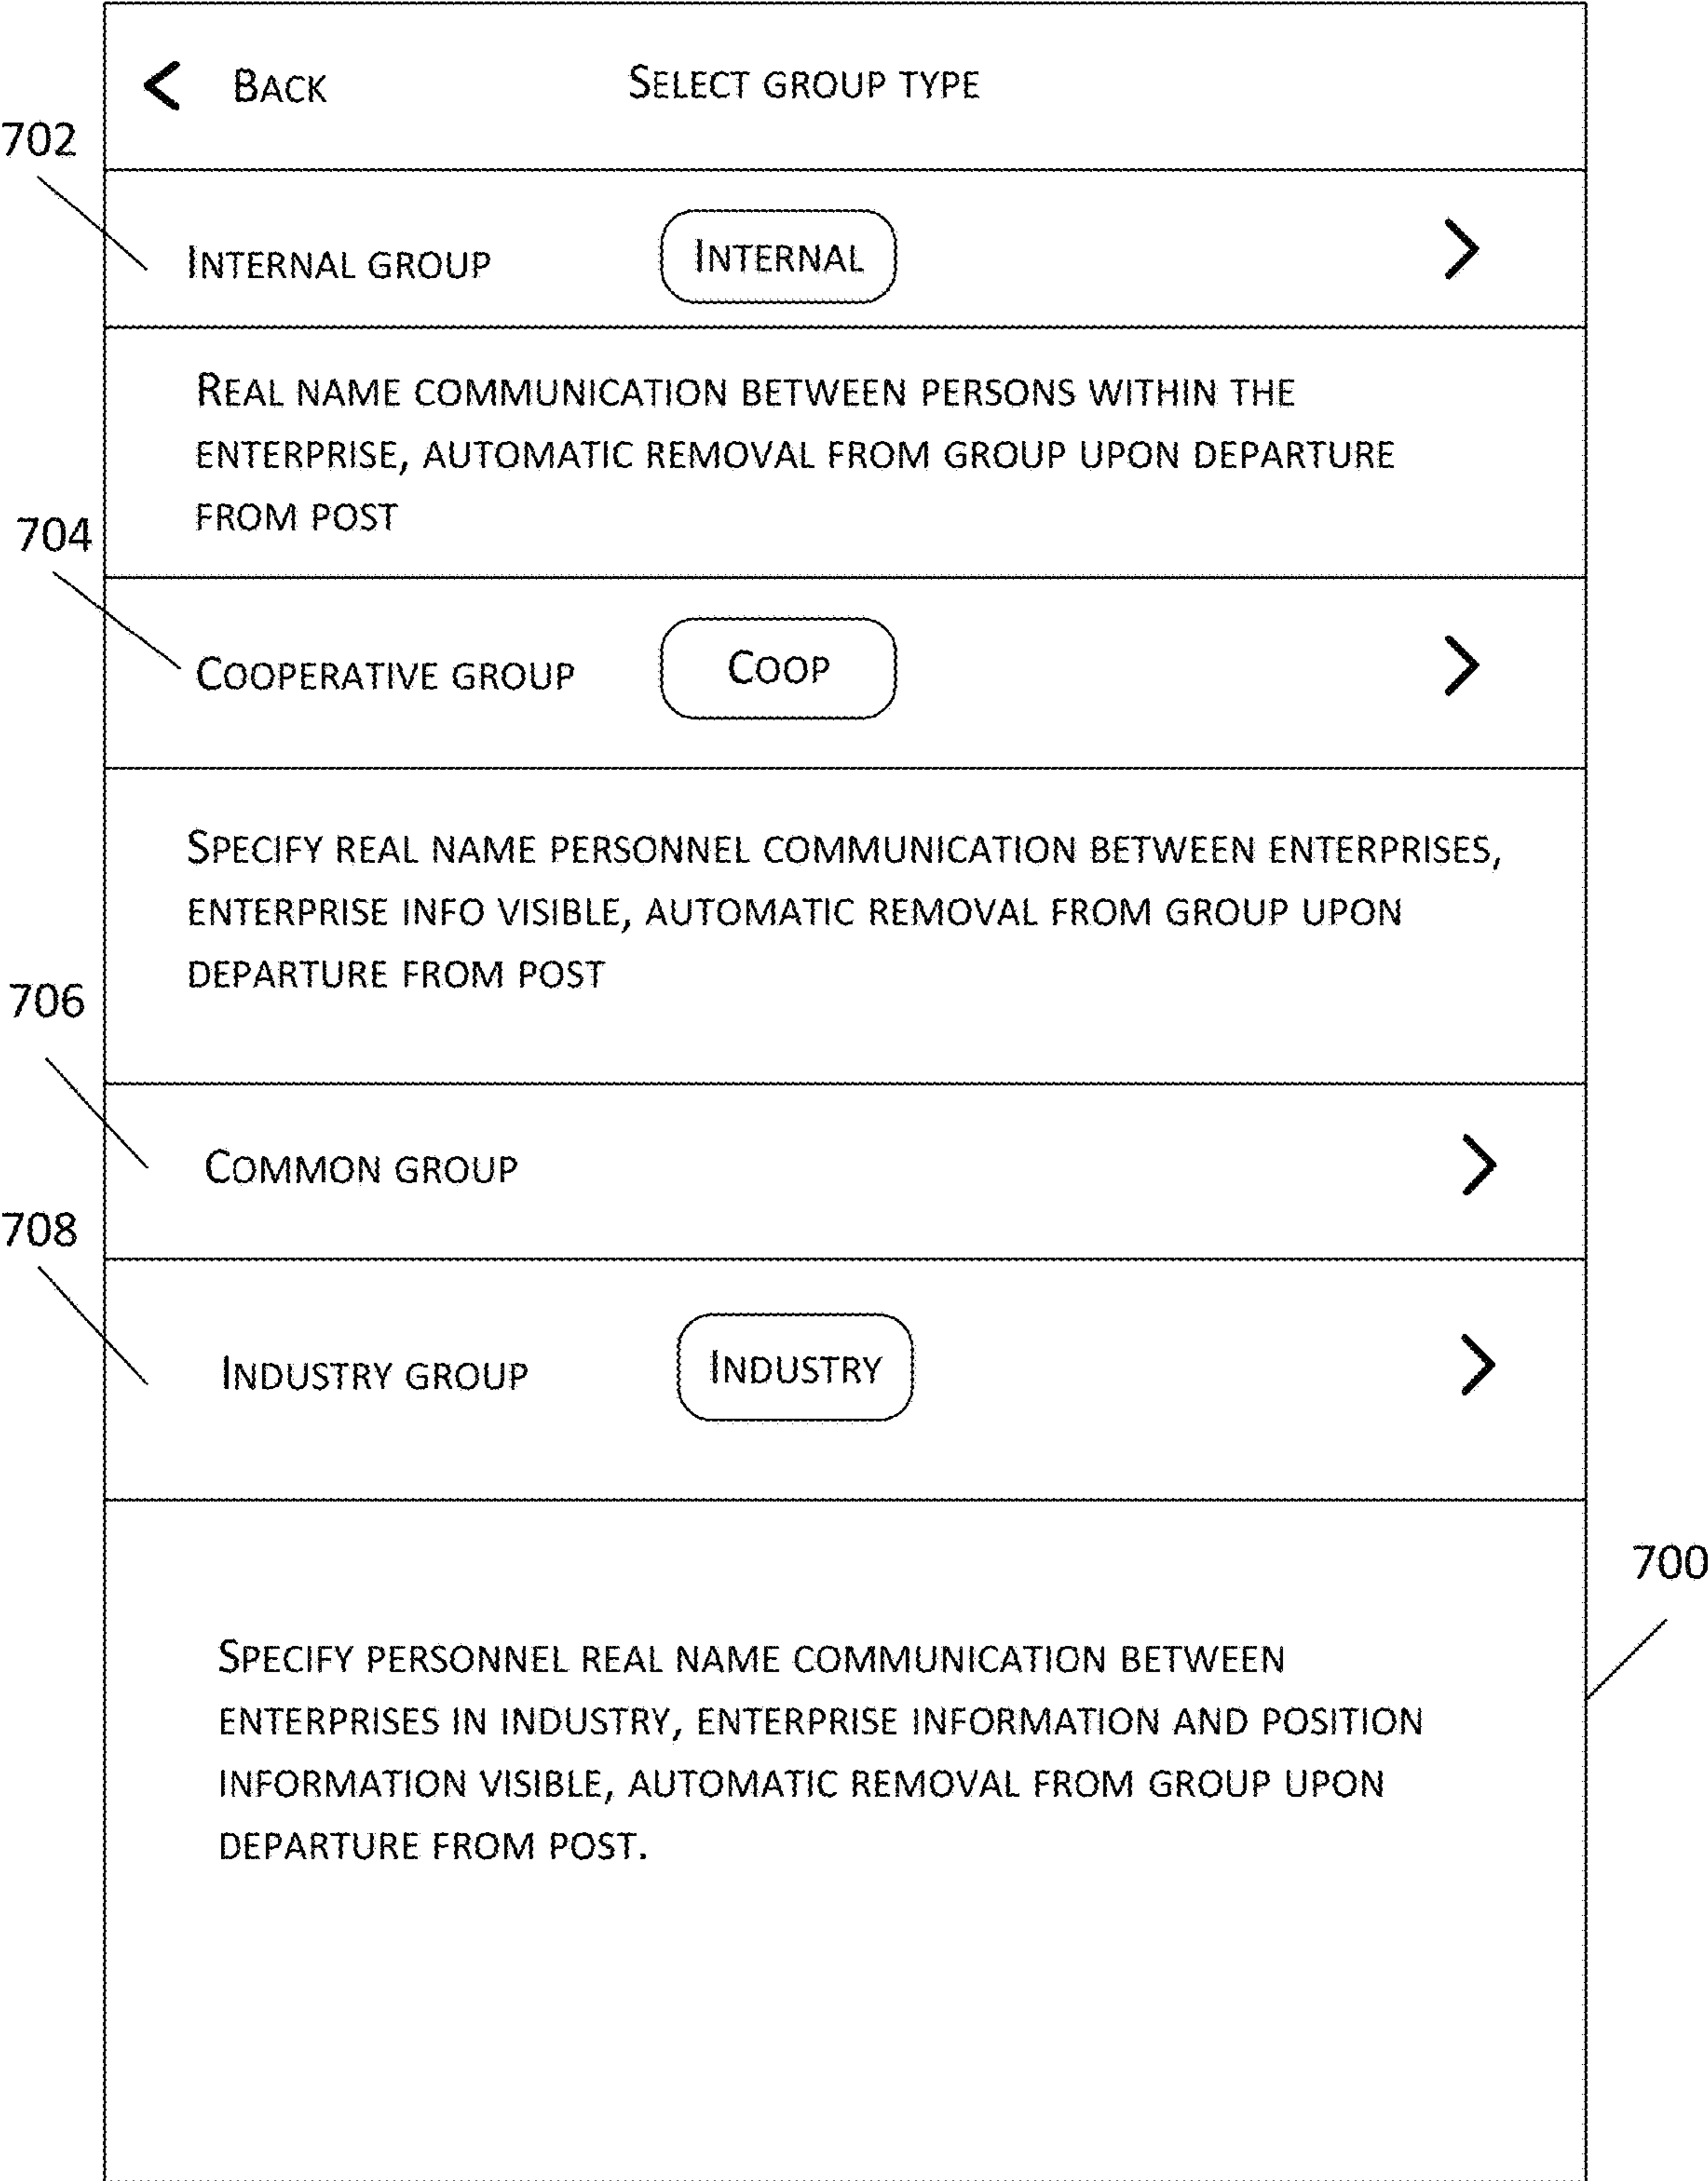 < Back Select group type
702
Internal group Internal >
Real name communication between persons within the
enterprise, automatic removal from group upon departure
from post
704
Cooperative group Coop >
Specify real name personnel communication between enterprises,
enterprise info visible, automatic removal from group upon
departure from post
706
Common group >
708
Industry group Industry >
700
Specify personnel real name communication between
enterprises in industry, enterprise information and position
information visible, automatic removal from group upon
departure from post.